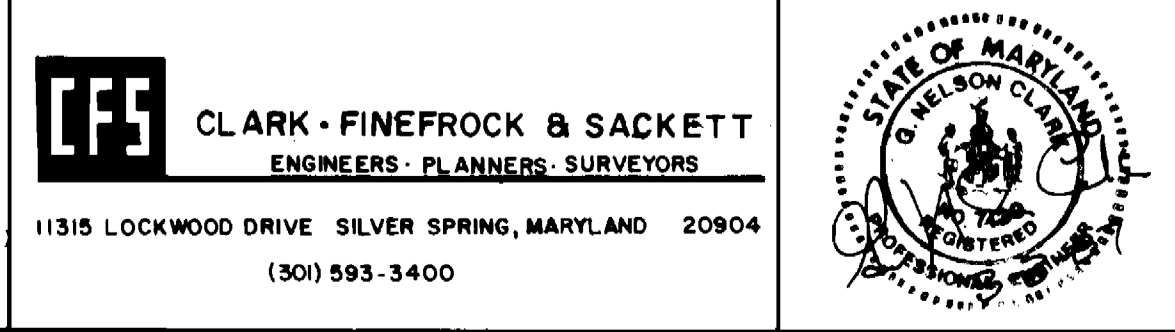 CFS
CLARK · FINEFROCK & SACKETT
ENGINEERS · PLANNERS · SURVEYORS
11315 LOCKWOOD DRIVE SILVER SPRING, MARYLAND 20904
(301) 593-3400
STATE OF MARYLAND
G. NELSON CLARK
NO.
REGISTERED
PROFESSIONAL ENGINEER